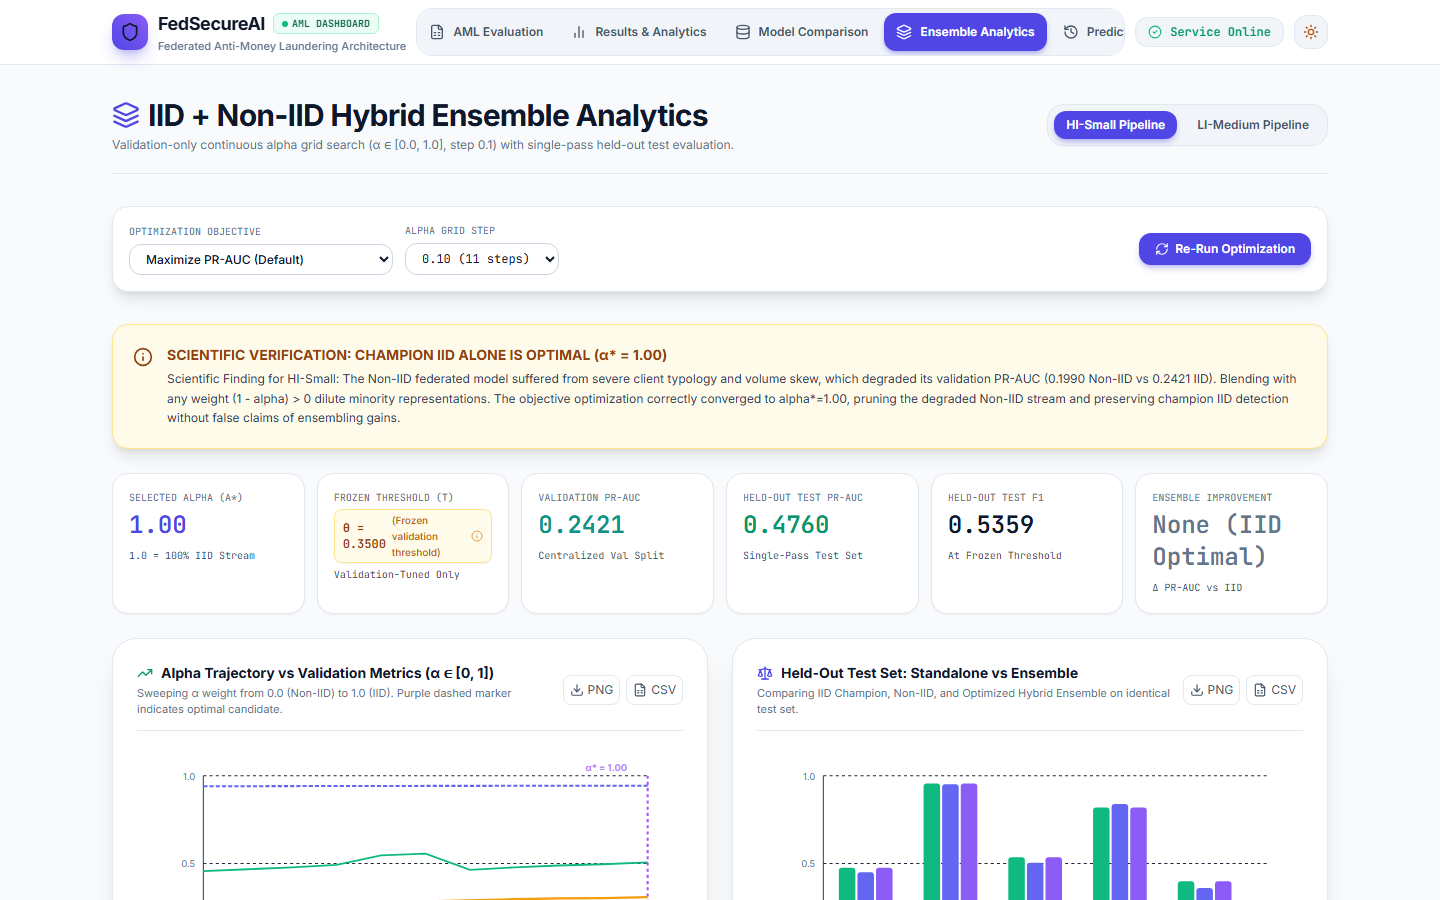 FedSecureAI
AML DASHBOARD
Federated Anti-Money Laundering Architecture
AML Evaluation
Results & Analytics
Model Comparison
Ensemble Analytics
Predic
Service Online
IID + Non-IID Hybrid Ensemble Analytics
Validation-only continuous alpha grid search (α ∈ [0.0, 1.0], step 0.1) with single-pass held-out test evaluation.
HI-Small Pipeline
LI-Medium Pipeline
OPTIMIZATION OBJECTIVE
Maximize PR-AUC (Default)
ALPHA GRID STEP
0.10 (11 steps)
Re-Run Optimization
SCIENTIFIC VERIFICATION: CHAMPION IID ALONE IS OPTIMAL (α* = 1.00)
Scientific Finding for HI-Small: The Non-IID federated model suffered from severe client typology and volume skew, which degraded its validation PR-AUC (0.1990 Non-IID vs 0.2421 IID). Blending with
any weight (1 - alpha) > 0 dilute minority representations. The objective optimization correctly converged to alpha*=1.00, pruning the degraded Non-IID stream and preserving champion IID detection
without false claims of ensembling gains.
SELECTED ALPHA (Α*)
1.00
1.0 = 100% IID Stream
FROZEN THRESHOLD (T)
θ =
0.3500
(Frozen
validation
threshold)
Validation-Tuned Only
VALIDATION PR-AUC
0.2421
Centralized Val Split
HELD-OUT TEST PR-AUC
0.4760
Single-Pass Test Set
HELD-OUT TEST F1
0.5359
At Frozen Threshold
ENSEMBLE IMPROVEMENT
None (IID
Optimal)
Δ PR-AUC vs IID
Alpha Trajectory vs Validation Metrics (α ∈ [0, 1])
Sweeping α weight from 0.0 (Non-IID) to 1.0 (IID). Purple dashed marker
indicates optimal candidate.
PNG
CSV
α* = 1.00
1.0
0.5
Held-Out Test Set: Standalone vs Ensemble
Comparing IID Champion, Non-IID, and Optimized Hybrid Ensemble on identical
test set.
PNG
CSV
1.0
0.5